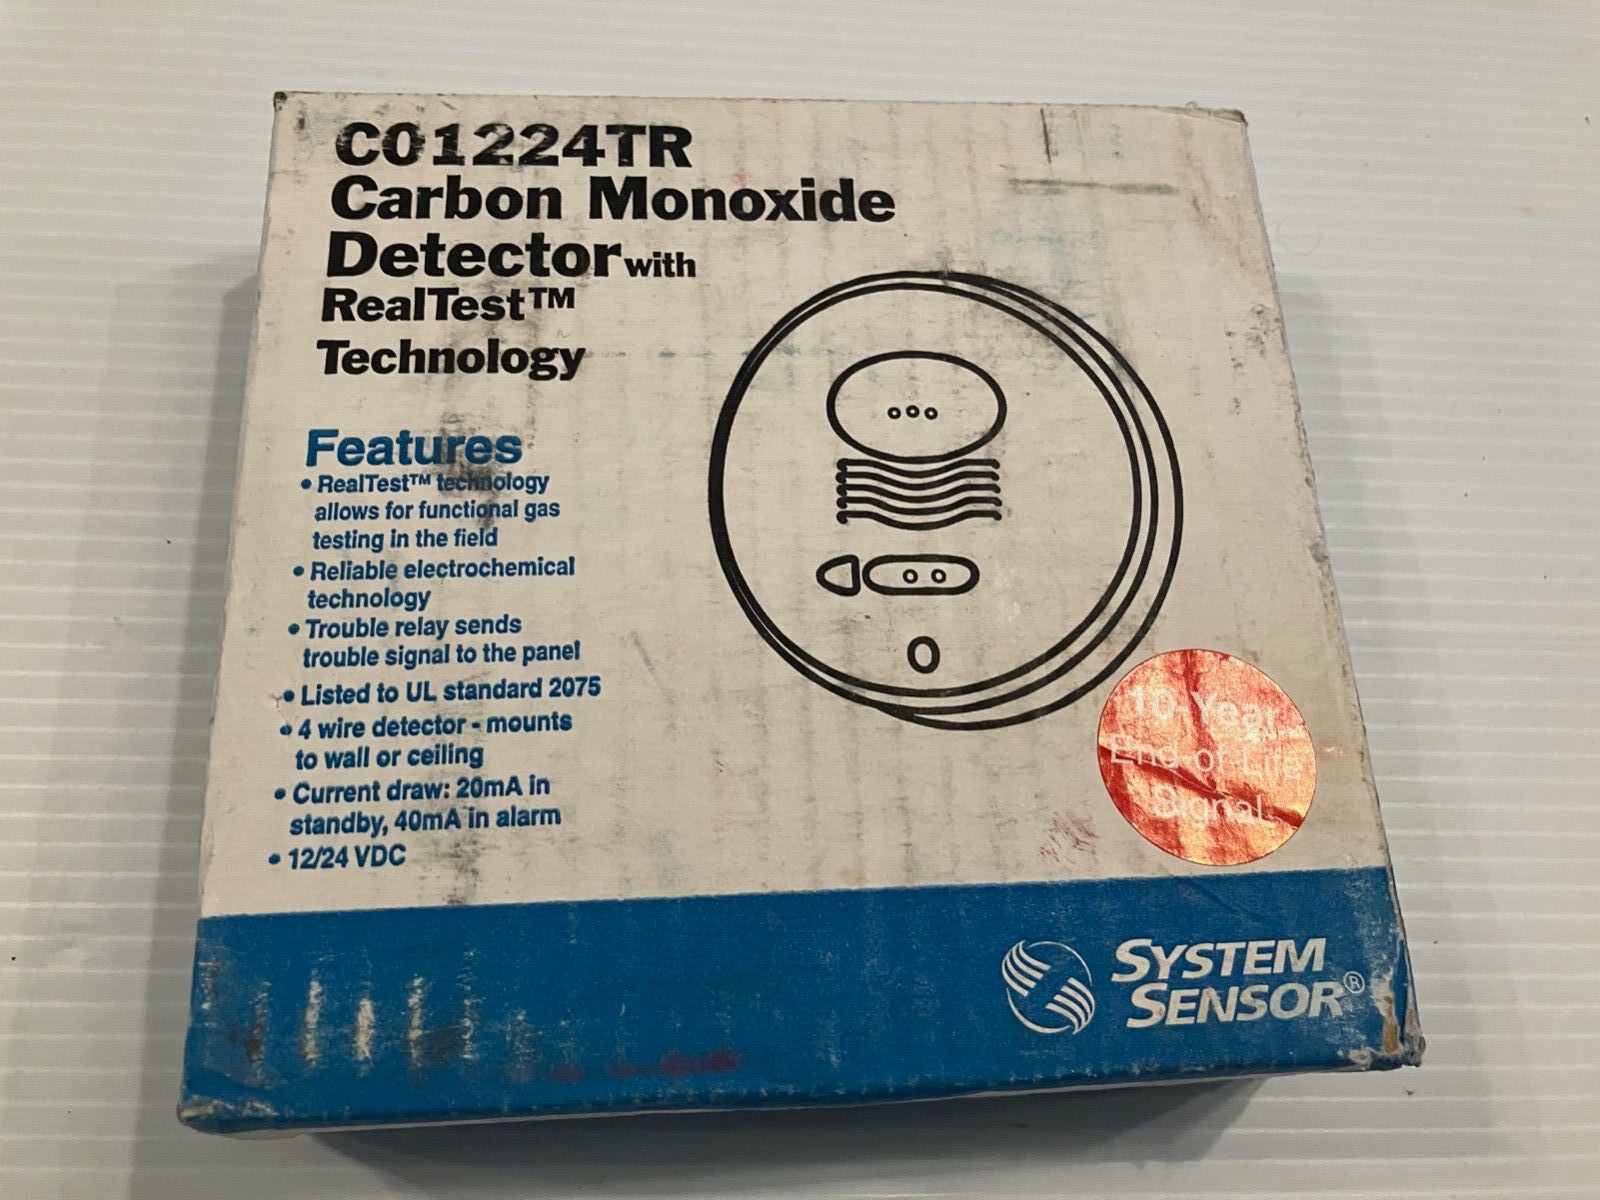 CO1224TR
Carbon Monoxide
Detector with
RealTest™
Technology
Features
• RealTest™ technology
allows for functional gas
testing in the field
• Reliable electrochemical
technology
• Trouble relay sends
trouble signal to the panel
• Listed to UL standard 2075
• 4 wire detector - mounts
to wall or ceiling
• Current draw: 20mA in
standby, 40mA in alarm
• 12/24 VDC
10-Year
End-of-Life
Signal
SYSTEM
SENSOR®